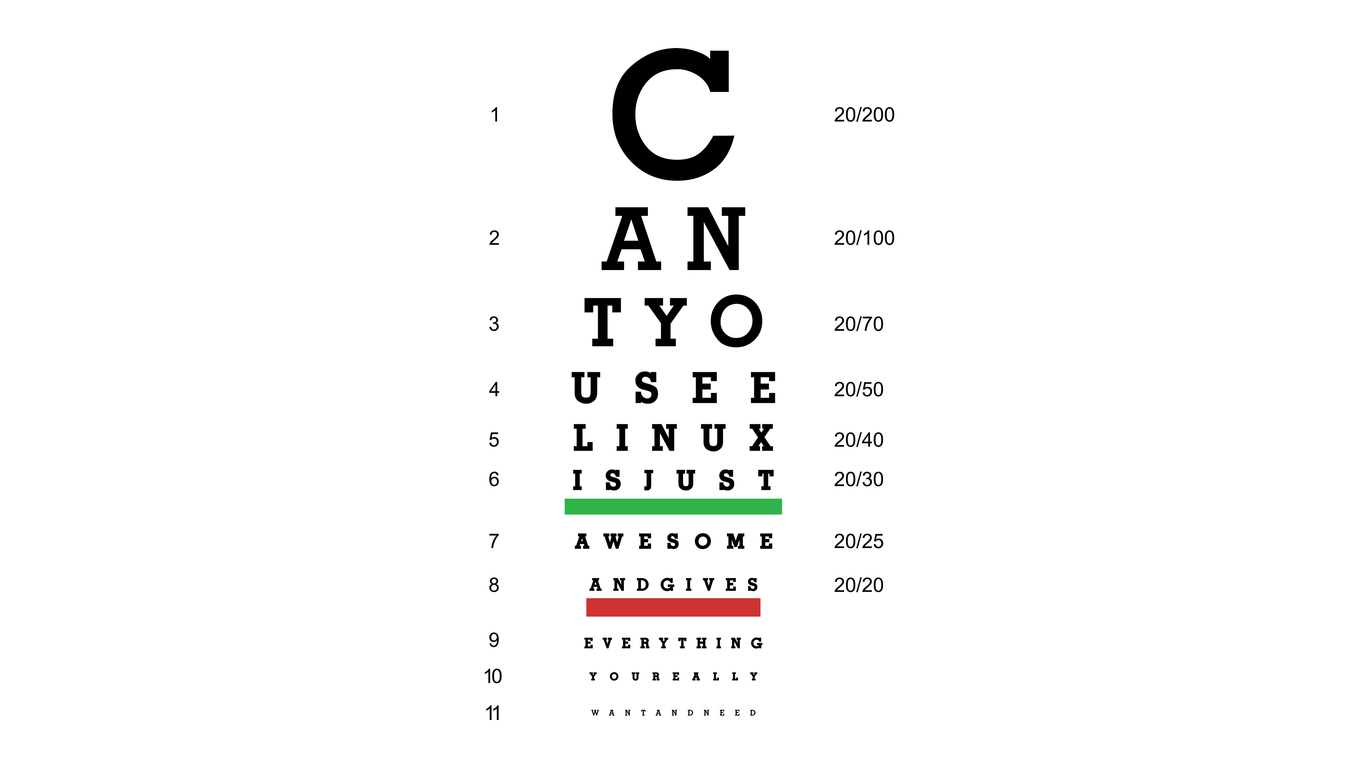 1 C 20/200
2 A N 20/100
3 T Y O 20/70
4 U S E E 20/50
5 L I N U X 20/40
6 I S J U S T 20/30
7 A W E S O M E 20/25
8 A N D G I V E S 20/20
9 E V E R Y T H I N G
10 Y O U R E A L L Y
11 W A N T A N D N E E D